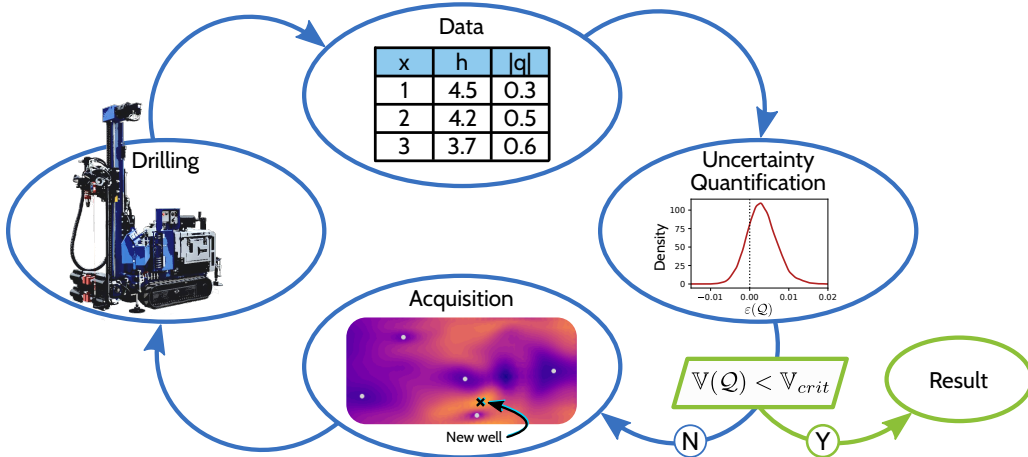 Data
x h |q|
1 4.5 0.3
2 4.2 0.5
3 3.7 0.6
Drilling
Uncertainty
Quantification
Density
100
75
50
25
0
−0.01 0.00 0.01 0.02
ε(𝒬)
Acquisition
New well
𝕍(𝒬) < 𝕍crit
N
Y
Result